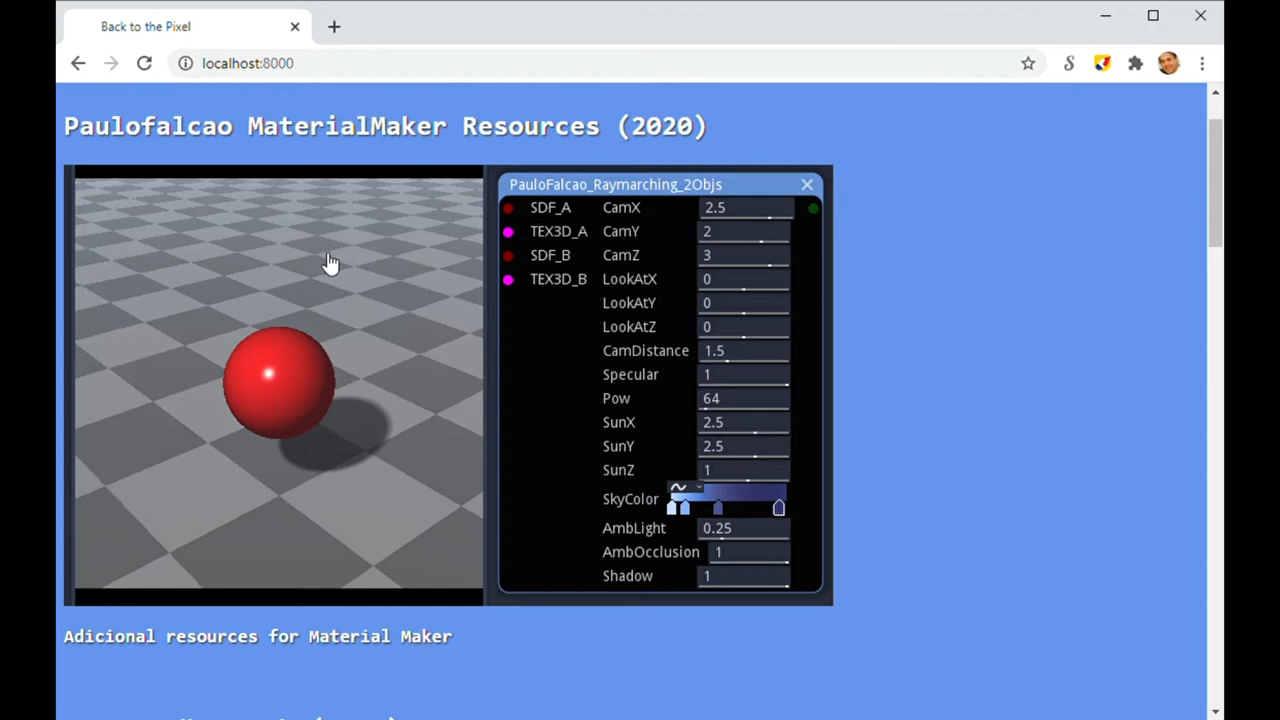 Back to the Pixel
localhost:8000
Paulofalcao MaterialMaker Resources (2020)
PauloFalcao_Raymarching_2Objs
SDF_A CamX 2.5
TEX3D_A CamY 2
SDF_B CamZ 3
TEX3D_B LookAtX 0
LookAtY 0
LookAtZ 0
CamDistance 1.5
Specular 1
Pow 64
SunX 2.5
SunY 2.5
SunZ 1
SkyColor
AmbLight 0.25
AmbOcclusion 1
Shadow 1
Adicional resources for Material Maker